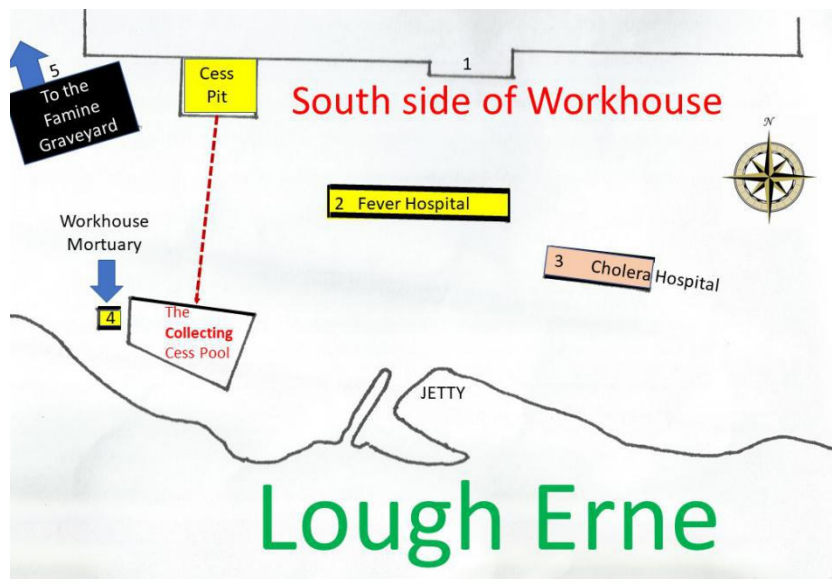 1
5
To the
Famine
Graveyard
Cess
Pit
South side of Workhouse
N
2 Fever Hospital
Workhouse
Mortuary
3 Cholera Hospital
4
The
Collecting
Cess Pool
JETTY
Lough Erne